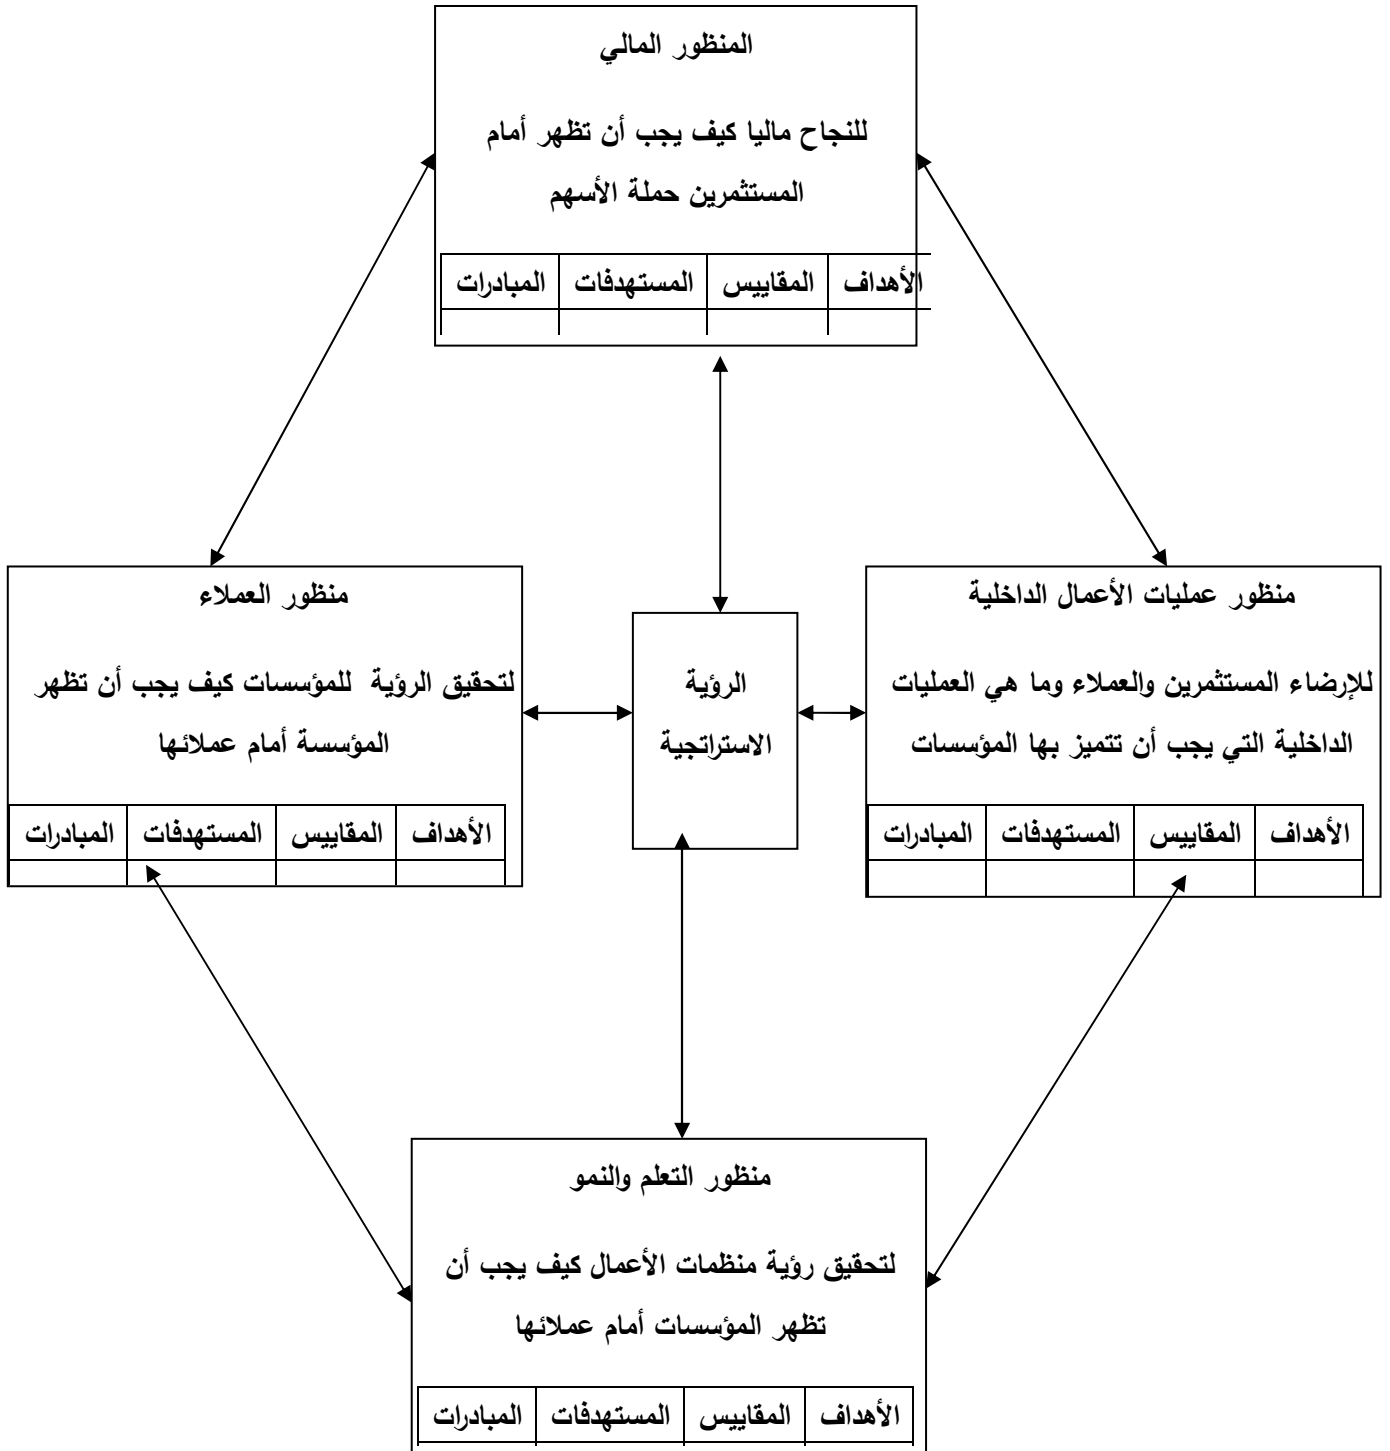 المنظور المالي
للنجاح ماليا كيف يجب أن تظهر أمام
المستثمرين حملة الأسهم
الأهداف المقاييس المستهدفات المبادرات
منظور عمليات الأعمال الداخلية
للإرضاء المستثمرين والعملاء وما هي العمليات
الداخلية التي يجب أن تتميز بها المؤسسات
الأهداف المقاييس المستهدفات المبادرات
الرؤية
الاستراتجية
منظور العملاء
لتحقيق الرؤية للمؤسسات كيف يجب أن تظهر
المؤسسة أمام عملائها
الأهداف المقاييس المستهدفات المبادرات
منظور التعلم والنمو
لتحقيق رؤية منظمات الأعمال كيف يجب أن
تظهر المؤسسات أمام عملائها
الأهداف المقاييس المستهدفات المبادرات